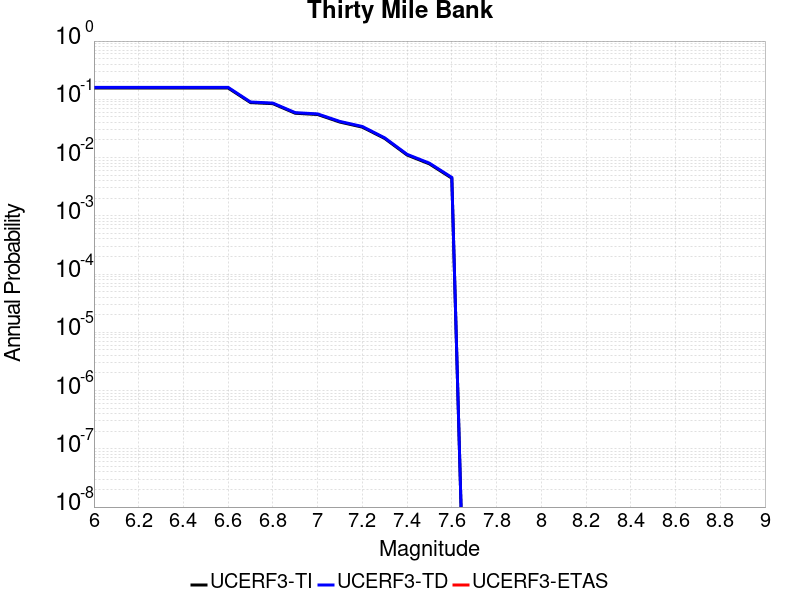 Thirty Mile Bank
10^0
10^-1
10^-2
10^-3
10^-4
10^-5
10^-6
10^-7
10^-8
Annual Probability
6 6.2 6.4 6.6 6.8 7 7.2 7.4 7.6 7.8 8 8.2 8.4 8.6 8.8 9
Magnitude
UCERF3-TI UCERF3-TD UCERF3-ETAS